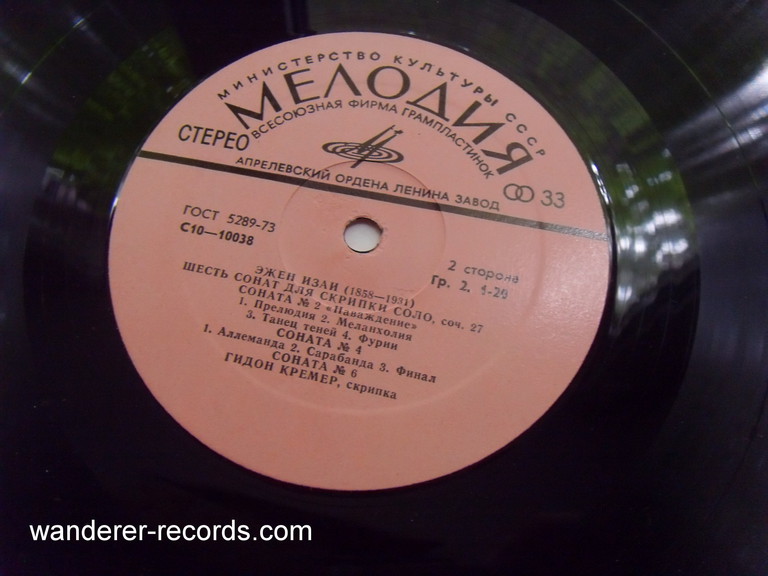 МИНИСТЕРСТВО КУЛЬТУРЫ СССР
МЕЛОДИЯ
ВСЕСОЮЗНАЯ ФИРМА ГРАМПЛАСТИНОК
СТЕРЕО
АПРЕЛЕВСКИЙ ОРДЕНА ЛЕНИНА ЗАВОД
33
ГОСТ 5289-73
С10—10038
2 сторона
Гр. 2. 1-20
ЭЖЕН ИЗАИ (1858—1931)
ШЕСТЬ СОНАТ ДЛЯ СКРИПКИ СОЛО, соч. 27
СОНАТА № 2 «Наваждение»
1. Прелюдия 2. Меланхолия
3. Танец теней 4. Фурии
СОНАТА № 4
1. Аллеманда 2. Сарабанда 3. Финал
СОНАТА № 6
ГИДОН КРЕМЕР, скрипка
wanderer-records.com